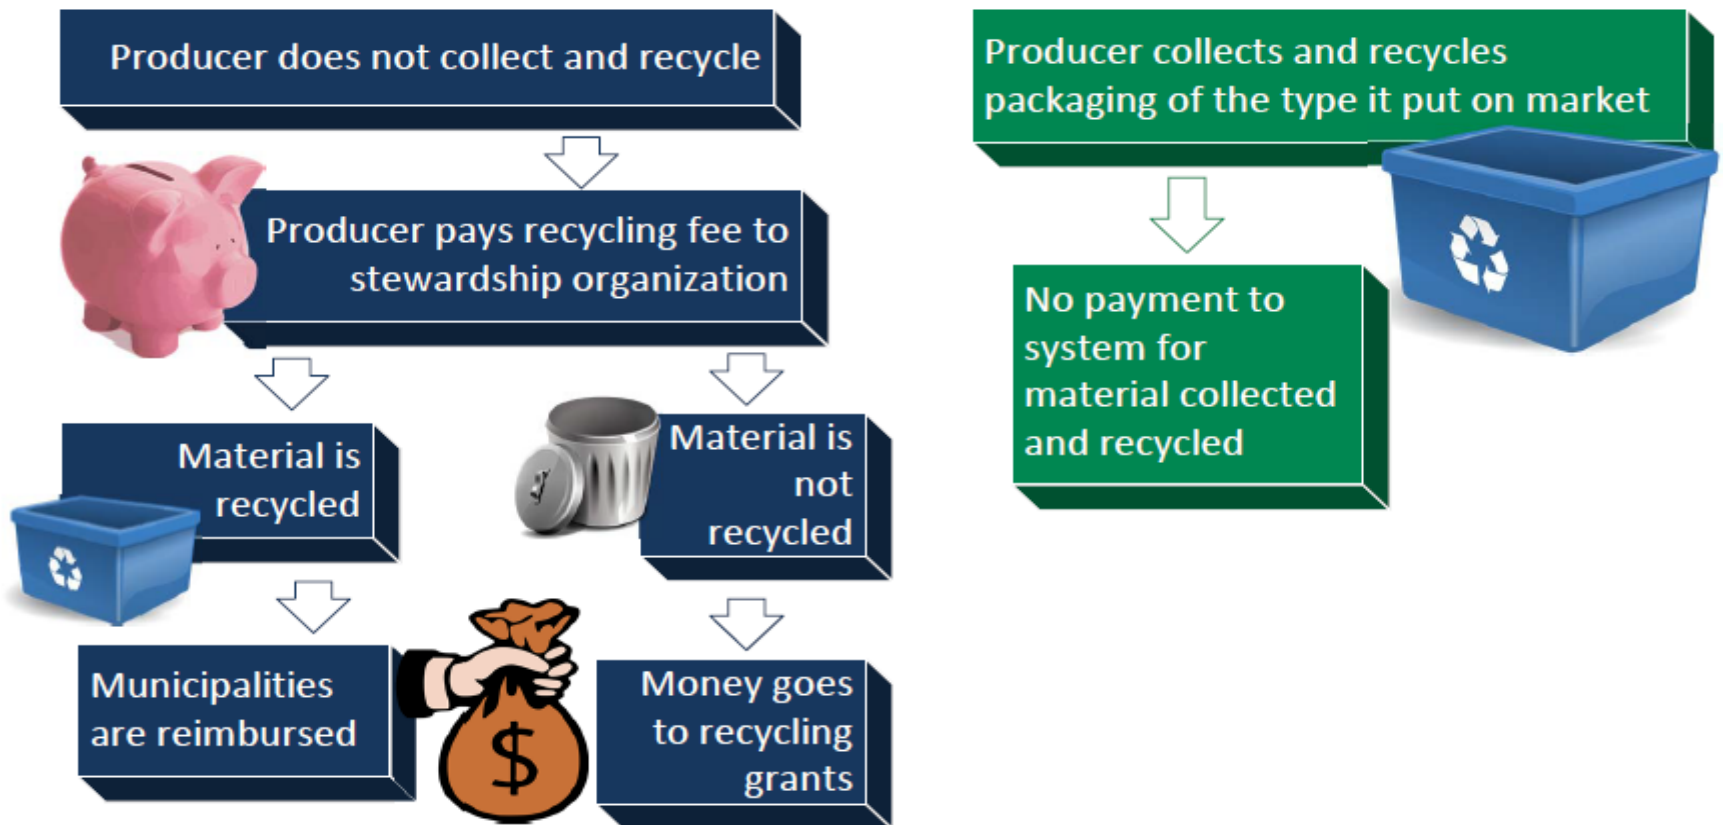 Producer does not collect and recycle
Producer pays recycling fee to
stewardship organization
Material is
recycled
Material is
not
recycled
Municipalities
are reimbursed
$
Money goes
to recycling
grants
Producer collects and recycles
packaging of the type it put on market
No payment to
system for
material collected
and recycled